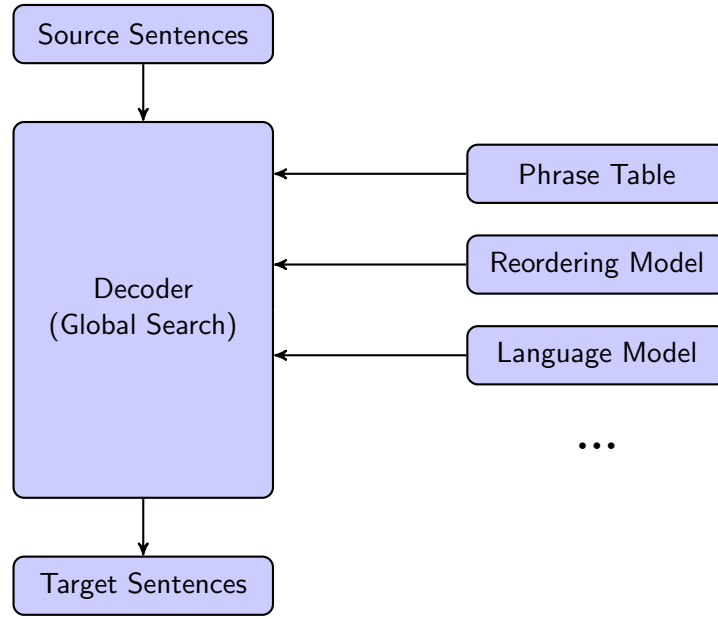 Source Sentences
Decoder
(Global Search)
Phrase Table
Reordering Model
Language Model
...
Target Sentences